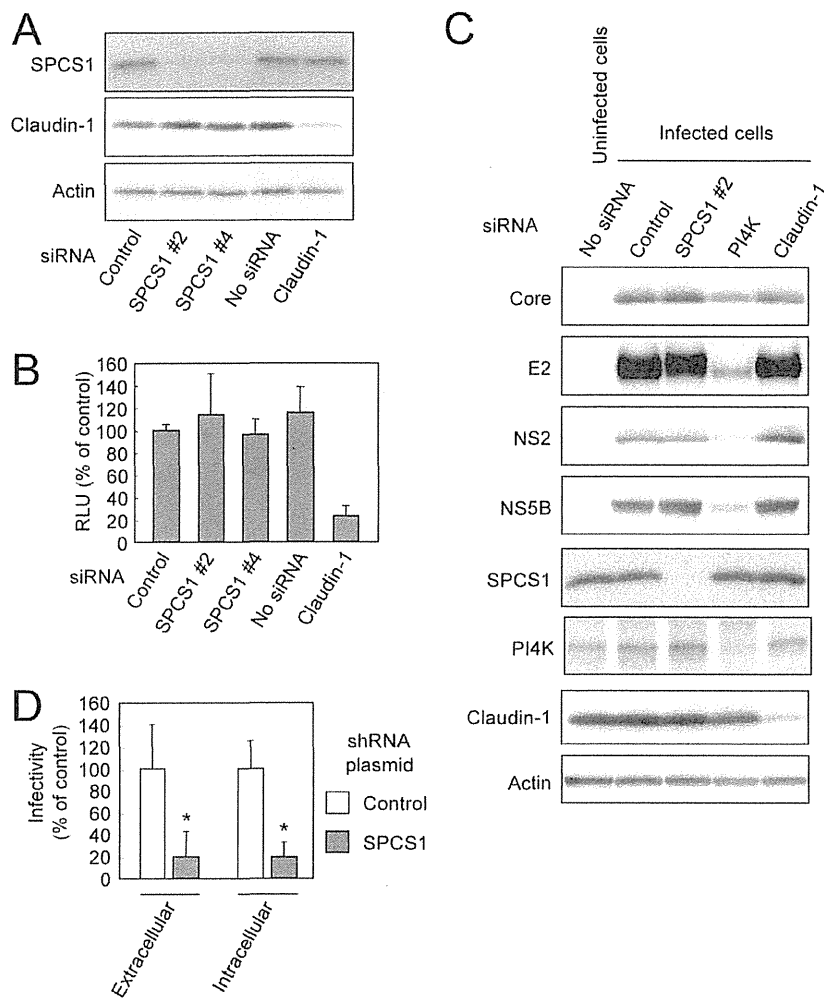 A
SPCS1
Claudin-1
Actin
siRNA
Control
SPCS1 #2
SPCS1 #4
No siRNA
Claudin-1
B
RLU (% of control)
160
140
120
100
80
60
40
20
0
siRNA
Control
SPCS1 #2
SPCS1 #4
No siRNA
Claudin-1
C
Uninfected cells
Infected cells
siRNA
No siRNA
Control
SPCS1 #2
PI4K
Claudin-1
Core
E2
NS2
NS5B
SPCS1
PI4K
Claudin-1
Actin
D
Infectivity
(% of control)
160
140
120
100
80
60
40
20
0
*
*
Extracellular
Intracellular
shRNA
plasmid
Control
SPCS1